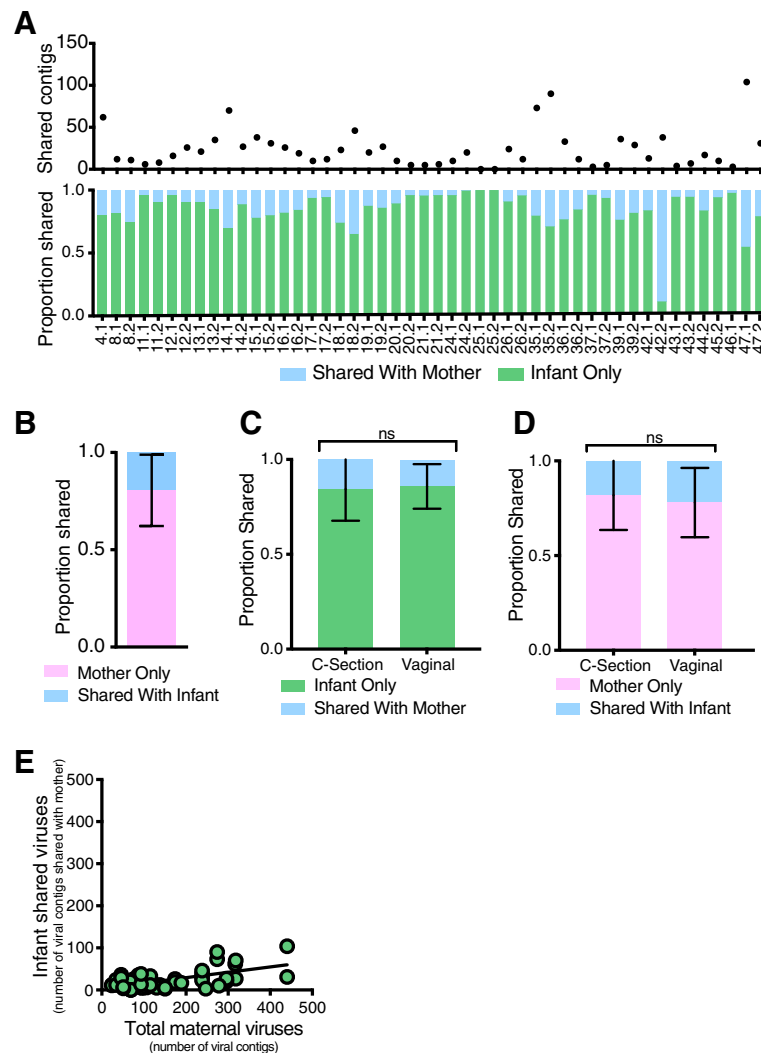 A
Shared contigs
150
100
50
0
Proportion shared
1.0
0.5
0.0
4.1 8.1 8.2 11.1 11.2 12.1 12.2 13.1 13.2 14.1 14.2 15.1 15.2 16.1 16.2 17.1 17.2 18.1 18.2 19.1 19.2 20.1 21.1 21.2 24.1 24.2 25.1 25.2 26.1 26.2 35.1 35.2 36.1 36.2 37.1 37.2 39.1 39.2 42.1 42.2 43.1 43.2 44.2 45.2 46.1 47.1 47.2
Shared With Mother Infant Only
B
Proportion shared
1.0
0.5
0.0
Mother Only
Shared With Infant
C
ns
Proportion Shared
1.0
0.5
0.0
C-Section Vaginal
Infant Only
Shared With Mother
D
ns
Proportion Shared
1.0
0.5
0.0
C-Section Vaginal
Mother Only
Shared With Infant
E
Infant shared viruses
(number of viral contigs shared with mother)
500
400
300
200
100
0
0 100 200 300 400 500
Total maternal viruses
(number of viral contigs)